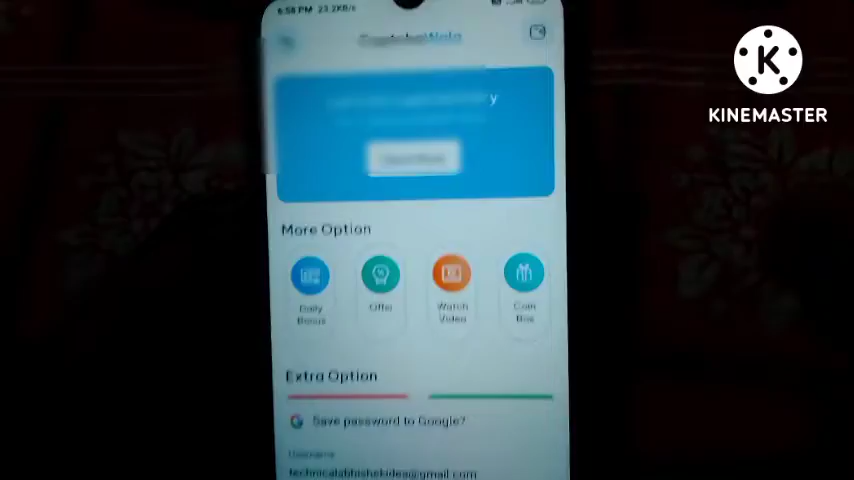 6:58 PM 23.2KB/s
KINEMASTER
More Option
Daily Bonus
Offer
Watch Video
Coin Box
Extra Option
Save password to Google?
Username
technicalabhishekidea@gmail.com